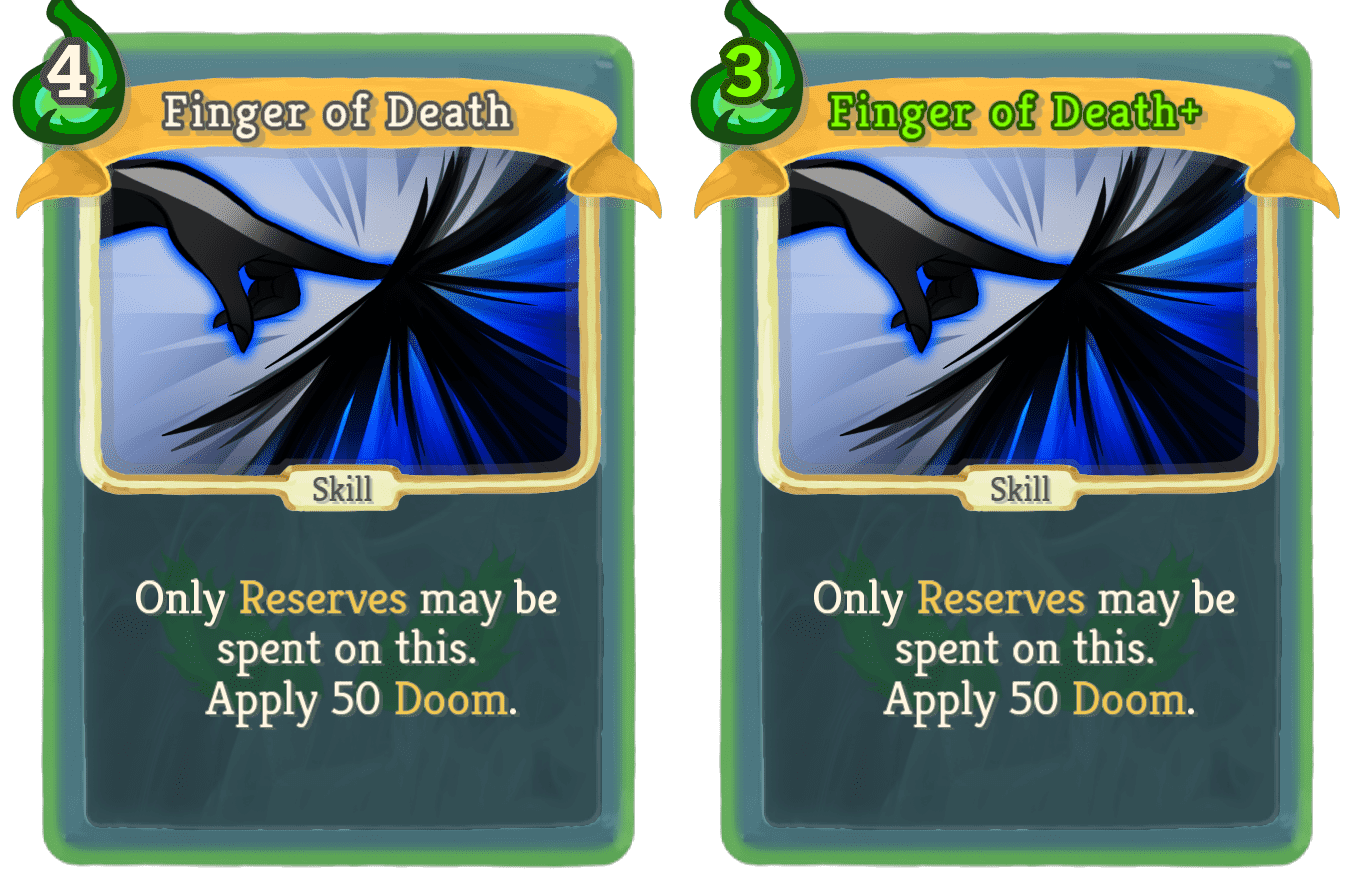 4
Finger of Death
Skill
Only Reserves may be
spent on this.
Apply 50 Doom.
3
Finger of Death+
Skill
Only Reserves may be
spent on this.
Apply 50 Doom.